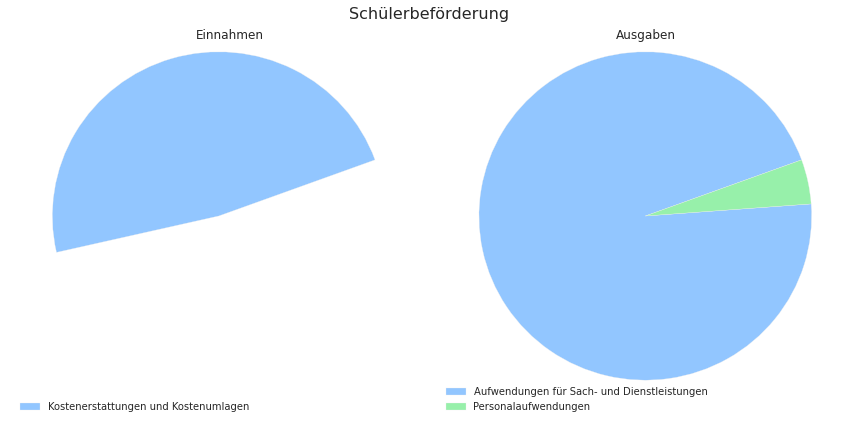 Schülerbeförderung
Einnahmen
Ausgaben
Kostenerstattungen und Kostenumlagen
Aufwendungen für Sach- und Dienstleistungen
Personalaufwendungen